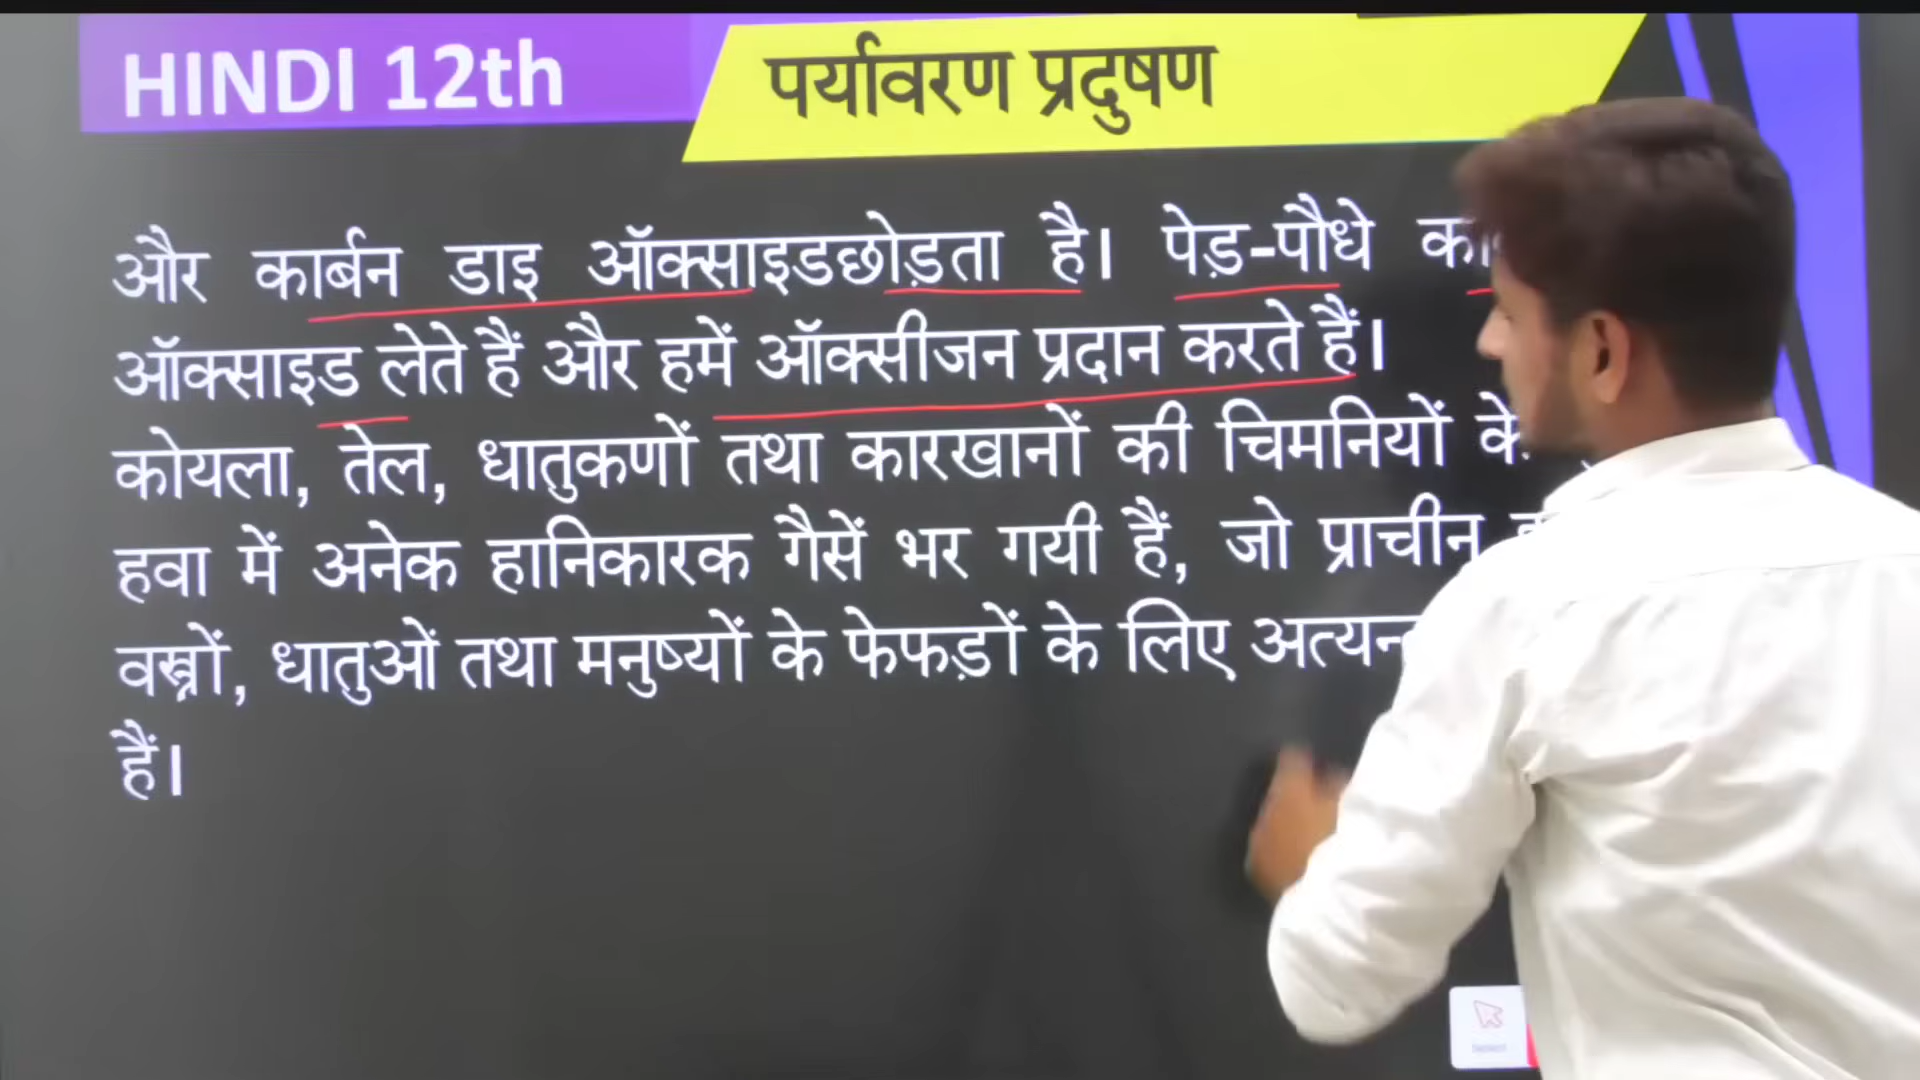 HINDI 12th
पर्यावरण प्रदुषण
और कार्बन डाइ ऑक्साइडछोड़ता है। पेड़-पौधे
ऑक्साइड लेते हैं और हमें ऑक्सीजन प्रदान करते हैं।
कोयला, तेल, धातुकणों तथा कारखानों की चिमनियों के
हवा में अनेक हानिकारक गैसें भर गयी हैं, जो प्राचीन
वस्त्रों, धातुओं तथा मनुष्यों के फेफड़ों के लिए
हैं।